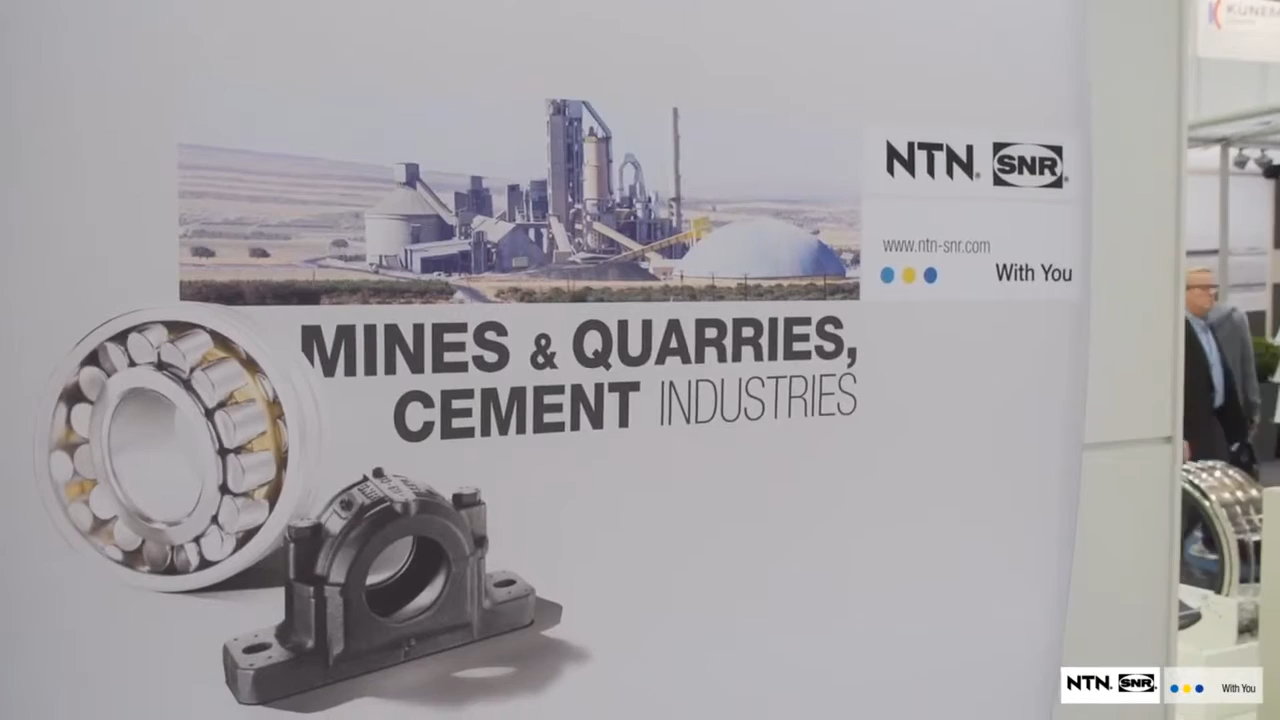 NTN. SNR
www.ntn-snr.com
With You
MINES & QUARRIES,
CEMENT INDUSTRIES
NTN. SNR
With You